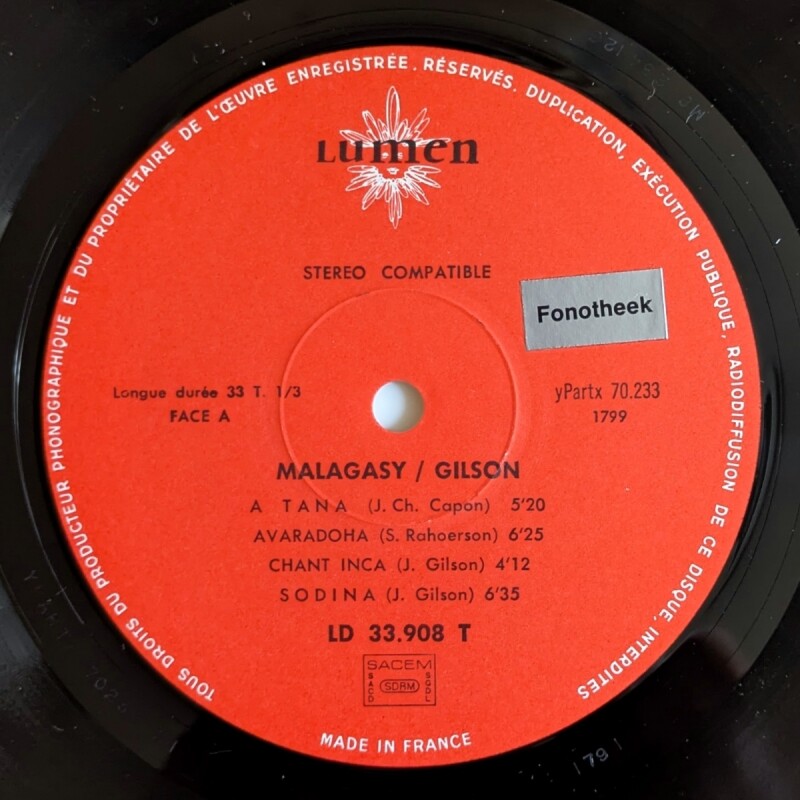 TOUS DROITS DU PRODUCTEUR PHONOGRAPHIQUE ET DU PROPRIÉTAIRE DE L'ŒUVRE ENREGISTRÉE. RÉSERVÉS. DUPLICATION, EXÉCUTION PUBLIQUE, RADIODIFFUSION DE CE DISQUE, INTERDITES
Lumen
STEREO COMPATIBLE
Fonotheek
Longue durée 33 T. 1/3
FACE A
yPartx 70.233
1799
MALAGASY / GILSON
A TANA (J. Ch. Capon) 5'20
AVARADOHA (S. Rahoerson) 6'25
CHANT INCA (J. Gilson) 4'12
SODINA (J. Gilson) 6'35
LD 33.908 T
SACEM
SACD
SDRM
SGDL
MADE IN FRANCE
179